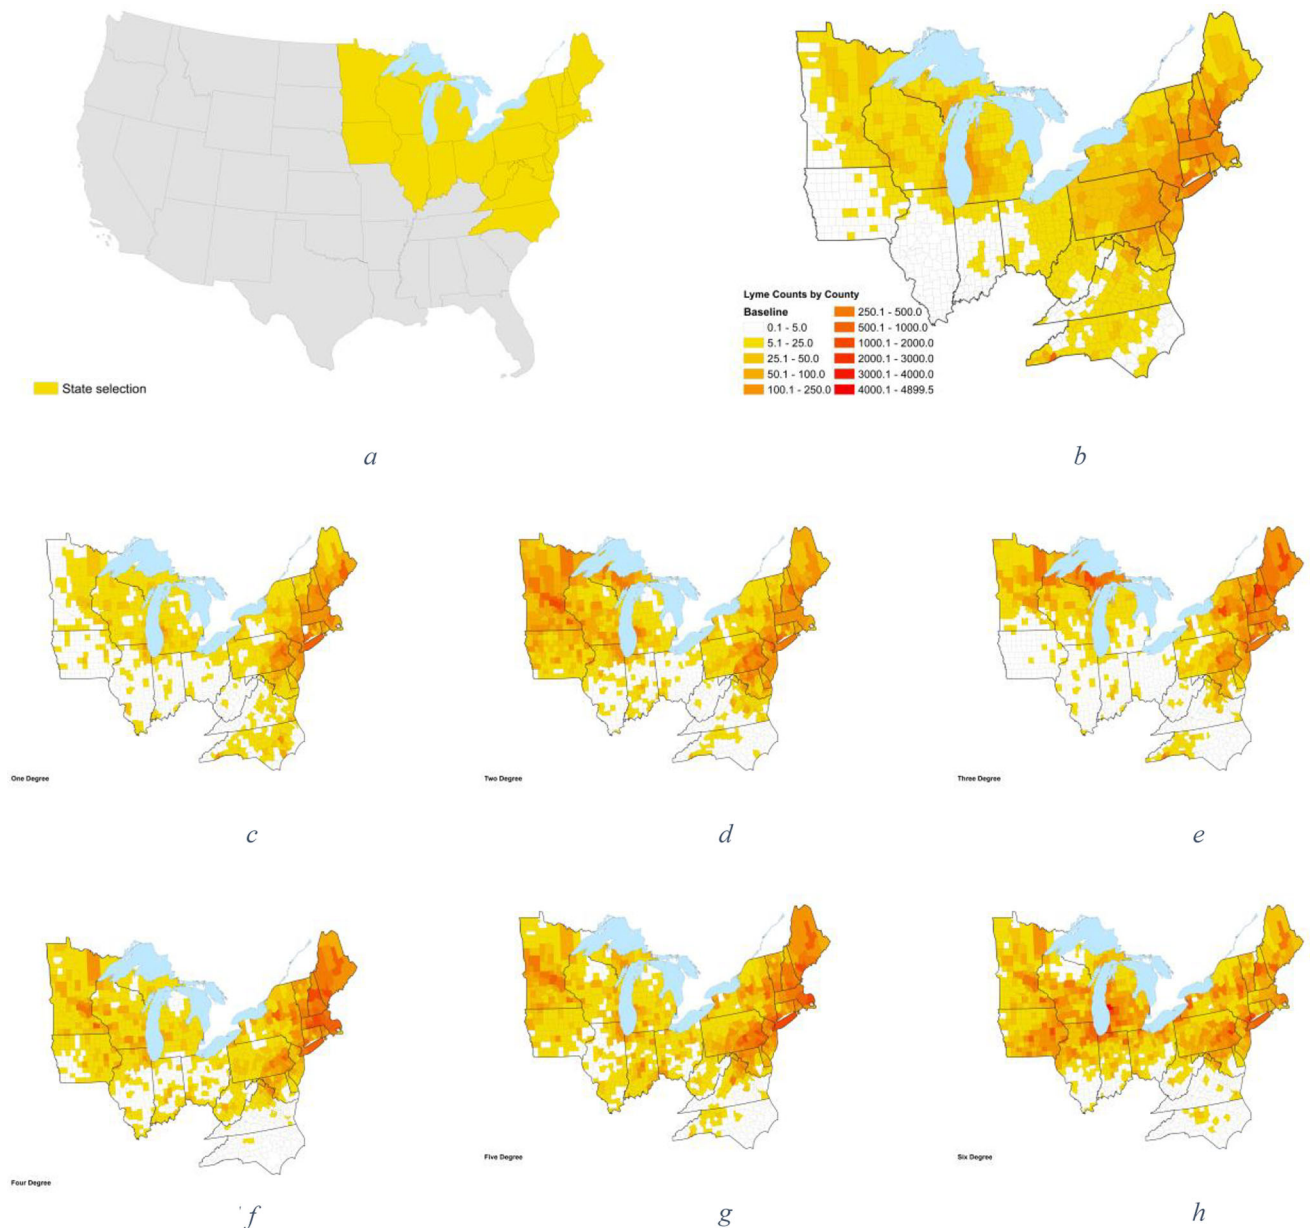 State selection
a
Lyme Counts by County
Baseline
0.1 - 5.0
5.1 - 25.0
25.1 - 50.0
50.1 - 100.0
100.1 - 250.0
250.1 - 500.0
500.1 - 1000.0
1000.1 - 2000.0
2000.1 - 3000.0
3000.1 - 4000.0
4000.1 - 4899.5
b
One Degree
c
Two Degree
d
Three Degree
e
Four Degree
f
Five Degree
g
Six Degree
h